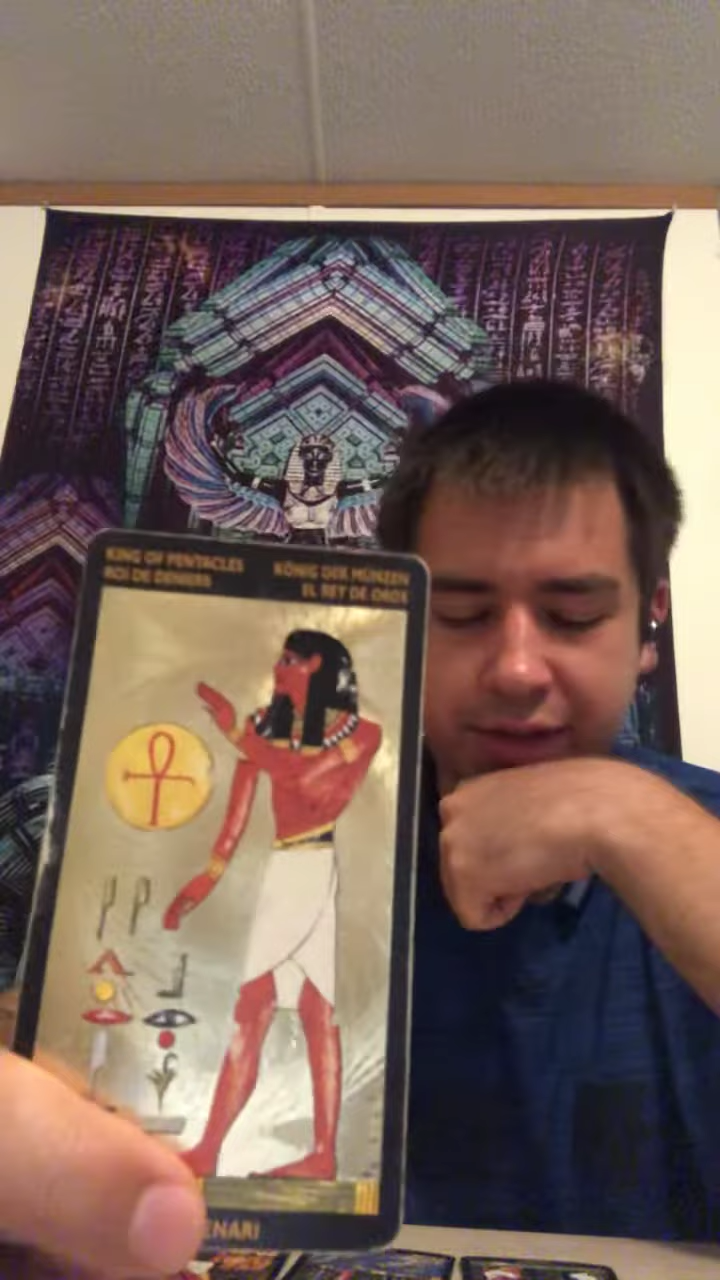 KING OF PENTACLES
ROI DE DENIERS
KÖNIG DER MÜNZEN
EL REY DE OROS